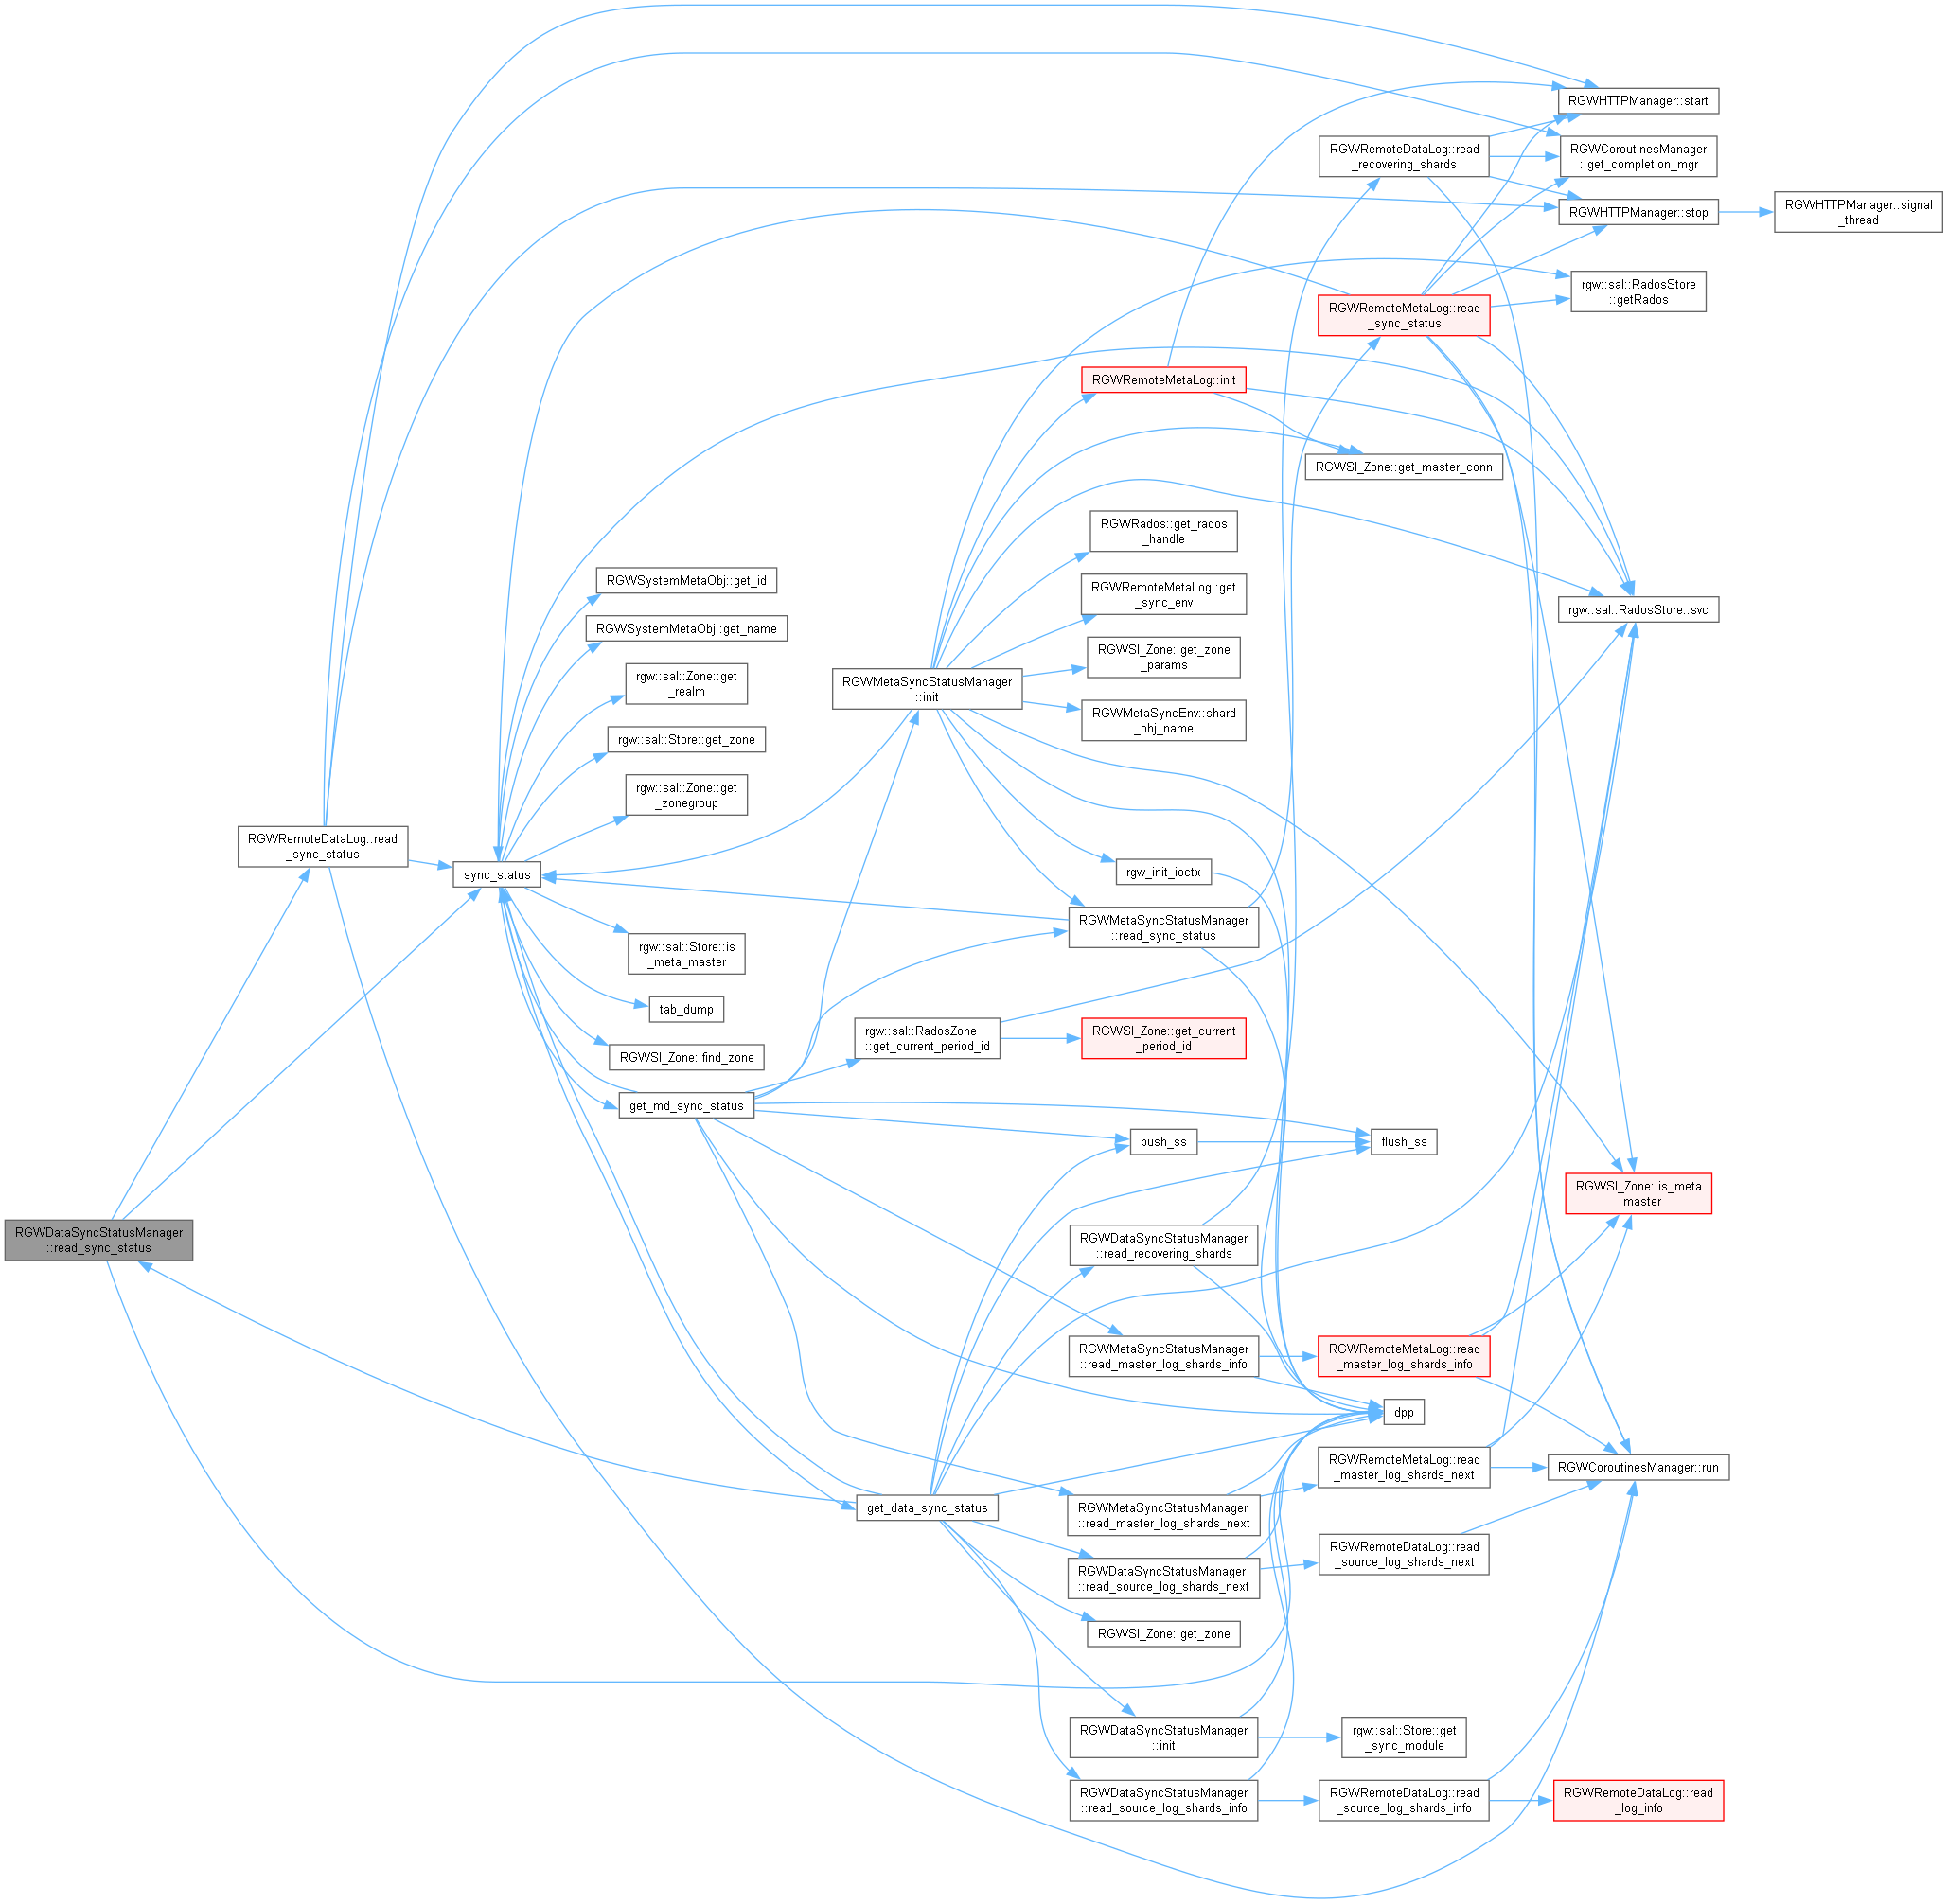 RGWHTTPManager::start
RGWRemoteDataLog::read
_recovering_shards
RGWCoroutinesManager
::get_completion_mgr
RGWHTTPManager::stop
RGWHTTPManager::signal
_thread
rgw::sal::RadosStore
::getRados
RGWRemoteMetaLog::read
_sync_status
RGWRemoteMetaLog::init
RGWSI_Zone::get_master_conn
RGWRados::get_rados
_handle
RGWSystemMetaObj::get_id
RGWRemoteMetaLog::get
_sync_env
rgw::sal::RadosStore::svc
RGWSystemMetaObj::get_name
RGWSI_Zone::get_zone
_params
rgw::sal::Zone::get
_realm
RGWMetaSyncStatusManager
::init
RGWMetaSyncEnv::shard
_obj_name
rgw::sal::Store::get_zone
rgw::sal::Zone::get
_zonegroup
RGWRemoteDataLog::read
_sync_status
sync_status
rgw_init_ioctx
RGWMetaSyncStatusManager
::read_sync_status
rgw::sal::Store::is
_meta_master
tab_dump
rgw::sal::RadosZone
::get_current_period_id
RGWSI_Zone::get_current
_period_id
RGWSI_Zone::find_zone
get_md_sync_status
push_ss
flush_ss
RGWSI_Zone::is_meta
_master
RGWDataSyncStatusManager
::read_sync_status
RGWDataSyncStatusManager
::read_recovering_shards
RGWMetaSyncStatusManager
::read_master_log_shards_info
RGWRemoteMetaLog::read
_master_log_shards_info
dpp
RGWRemoteMetaLog::read
_master_log_shards_next
RGWCoroutinesManager::run
get_data_sync_status
RGWMetaSyncStatusManager
::read_master_log_shards_next
RGWRemoteDataLog::read
_source_log_shards_next
RGWDataSyncStatusManager
::read_source_log_shards_next
RGWSI_Zone::get_zone
RGWDataSyncStatusManager
::init
rgw::sal::Store::get
_sync_module
RGWDataSyncStatusManager
::read_source_log_shards_info
RGWRemoteDataLog::read
_source_log_shards_info
RGWRemoteDataLog::read
_log_info